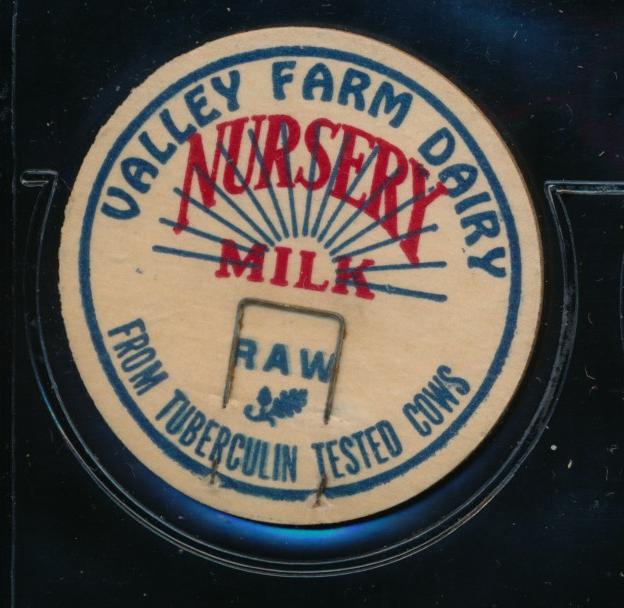 VALLEY FARM DAIRY
NURSERY
MILK
RAW
FROM TUBERCULIN TESTED COWS